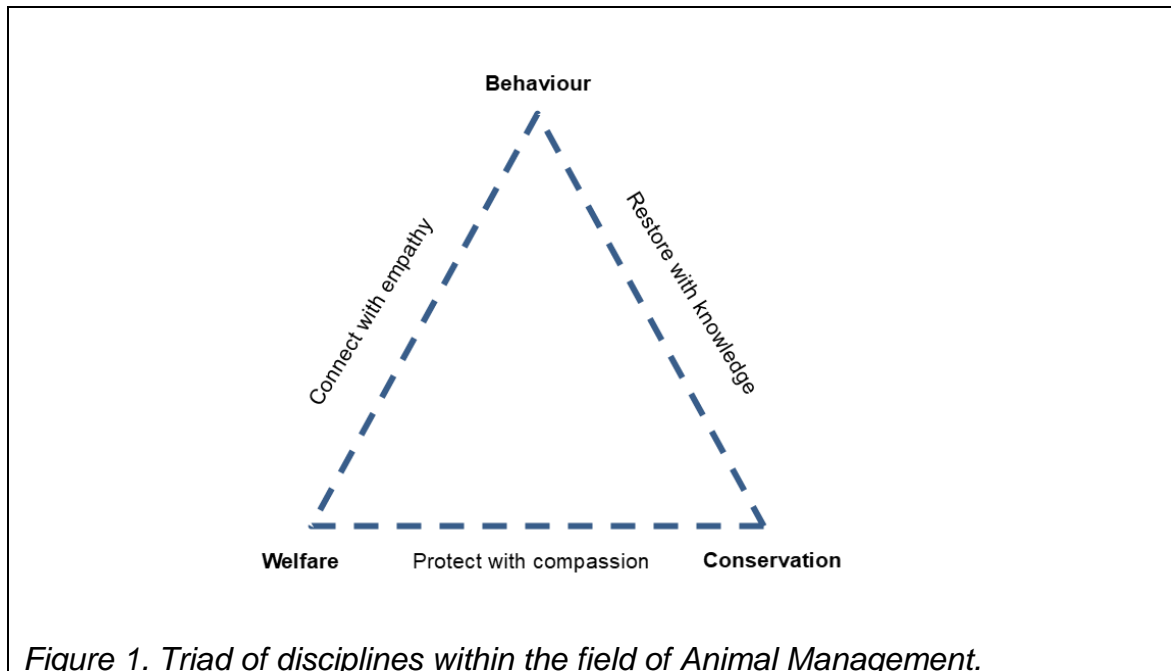 Behaviour
Connect with empathy
Restore with knowledge
Welfare
Protect with compassion
Conservation
Figure 1. Triad of disciplines within the field of Animal Management.